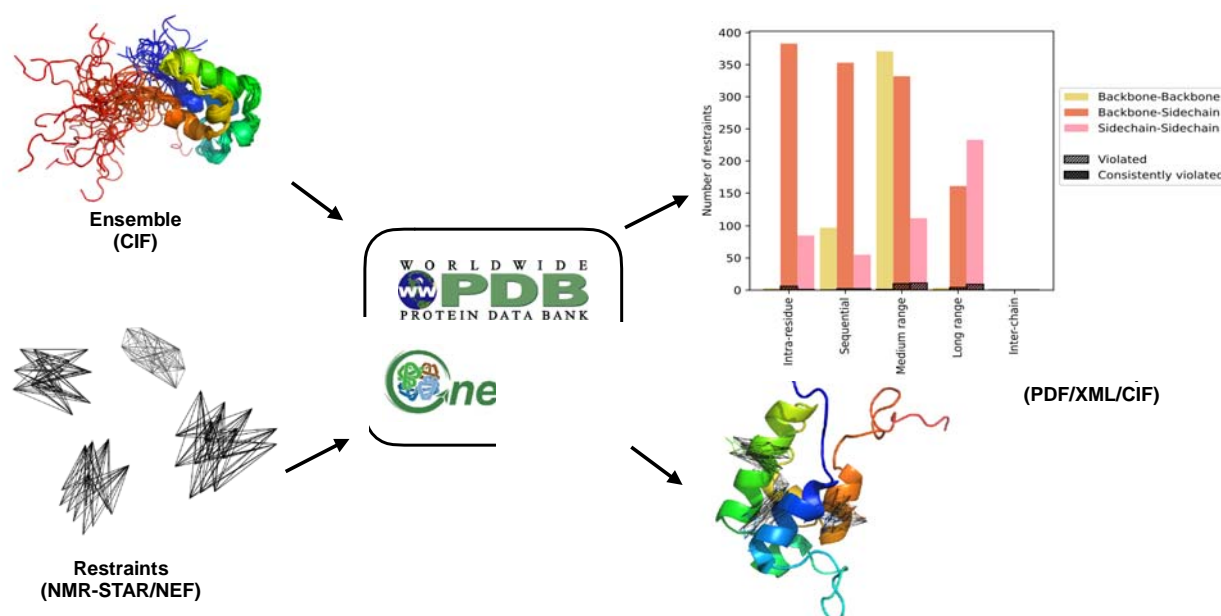 Ensemble
(CIF)
Restraints
(NMR-STAR/NEF)
WORLDWIDE
wwPDB
PROTEIN DATA BANK
One
Number of restraints
400
350
300
250
200
150
100
50
0
Intra-residue
Sequential
Medium range
Long range
Inter-chain
Backbone-Backbone
Backbone-Sidechain
Sidechain-Sidechain
Violated
Consistently violated
(PDF/XML/CIF)